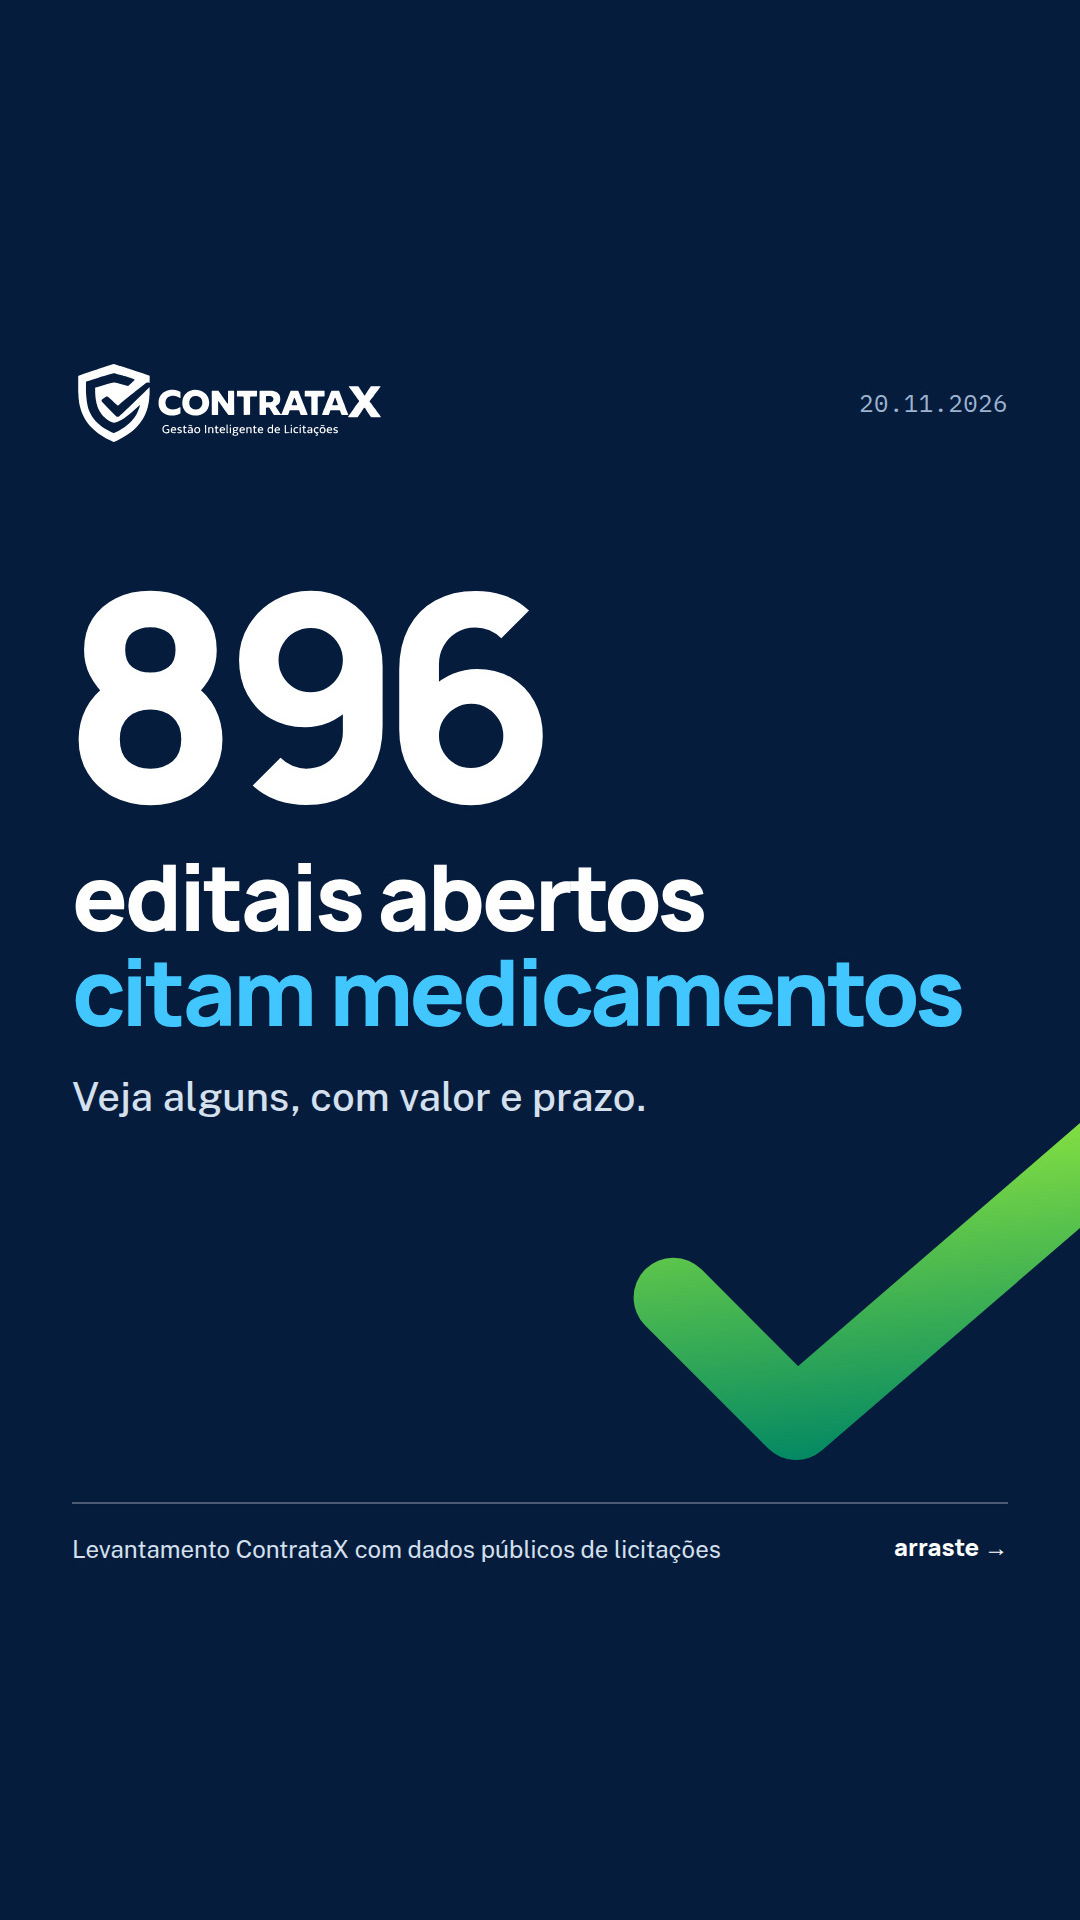 CONTRATAX
Gestão Inteligente de Licitações
20.11.2026
896
editais abertos
citam medicamentos
Veja alguns, com valor e prazo.
Levantamento ContrataX com dados públicos de licitações
arraste →